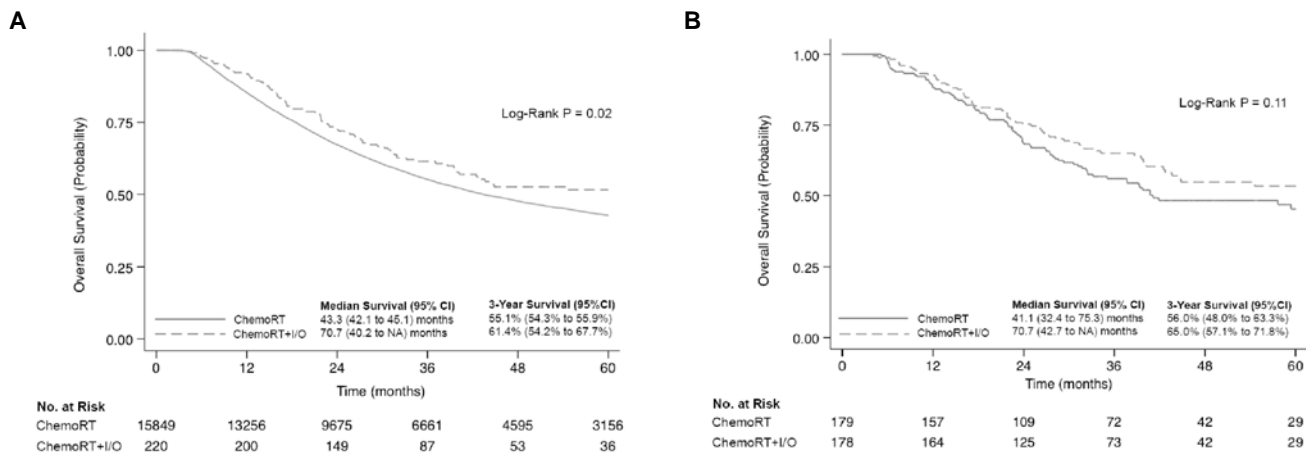 A
1.00
0.75
0.50
0.25
0.00
Overall Survival (Probability)
Log-Rank P = 0.02
Median Survival (95% CI) 3-Year Survival (95%CI)
ChemoRT 43.3 (42.1 to 45.1) months 55.1% (54.3% to 55.9%)
ChemoRT+I/O 70.7 (40.2 to NA) months 61.4% (54.2% to 67.7%)
0 12 24 36 48 60
Time (months)
No. at Risk
ChemoRT 15849 13256 9675 6661 4595 3156
ChemoRT+I/O 220 200 149 87 53 36
B
1.00
0.75
0.50
0.25
0.00
Overall Survival (Probability)
Log-Rank P = 0.11
Median Survival (95% CI) 3-Year Survival (95% CI)
ChemoRT 41.1 (32.4 to 75.3) months 56.0% (48.0% to 63.3%)
ChemoRT+I/O 70.7 (42.7 to NA) months 65.0% (57.1% to 71.8%)
0 12 24 36 48 60
Time (months)
No. at Risk
ChemoRT 179 157 109 72 42 29
ChemoRT+I/O 178 164 125 73 42 29